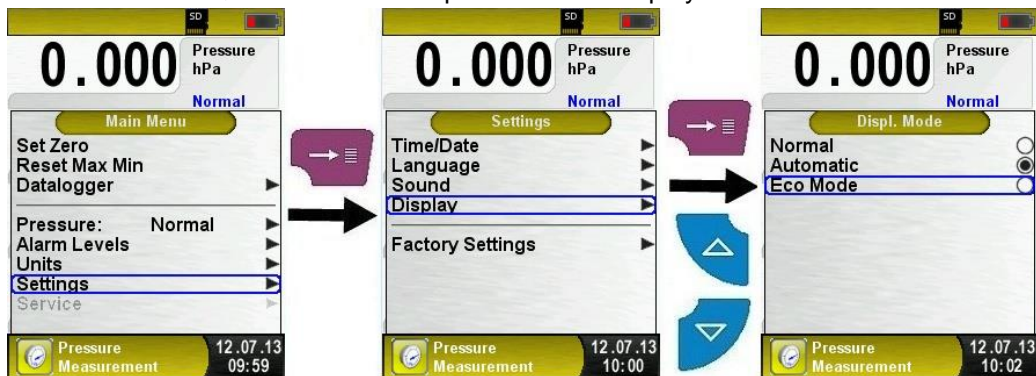 SD
0.000
Pressure
hPa
Normal
Main Menu
Set Zero
Reset Max Min
Datalogger
Pressure: Normal
Alarm Levels
Units
Settings
Service
Pressure
Measurement
12.07.13
09:59
SD
0.000
Pressure
hPa
Normal
Settings
Time/Date
Language
Sound
Display
Factory Settings
Pressure
Measurement
12.07.13
10:00
SD
0.000
Pressure
hPa
Normal
Displ. Mode
Normal
Automatic
Eco Mode
Pressure
Measurement
12.07.13
10:02